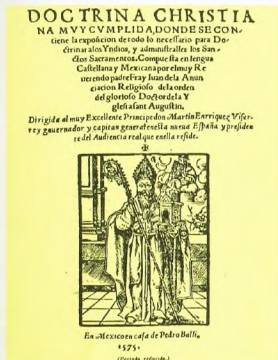 DOCTRINA CHRISTIA
NA MVY CVMPLIDA, DONDE SE CON-
tiene la exposicion de todo lo necessario para Do-
ctrinar a los Yndios, y administralles los San-
ctos Sacramentos. Compuesta en lengua
Castellana y Mexicana por el muy Re
uerendo padre Fray Juan de la Anun
ciacion Religioso de la orden
del glorioso Doctor de la Y
glesia sant Augustin.
Dirigida al muy Excellente Principe don Martin Enrriquez Visor-
rey gouernador y capitan general en esta nueua España y presiden
te del Audiencia real que en ella reside.
En Mexico en casa de Pedro Balli.
1575.
(Portada reducida.)